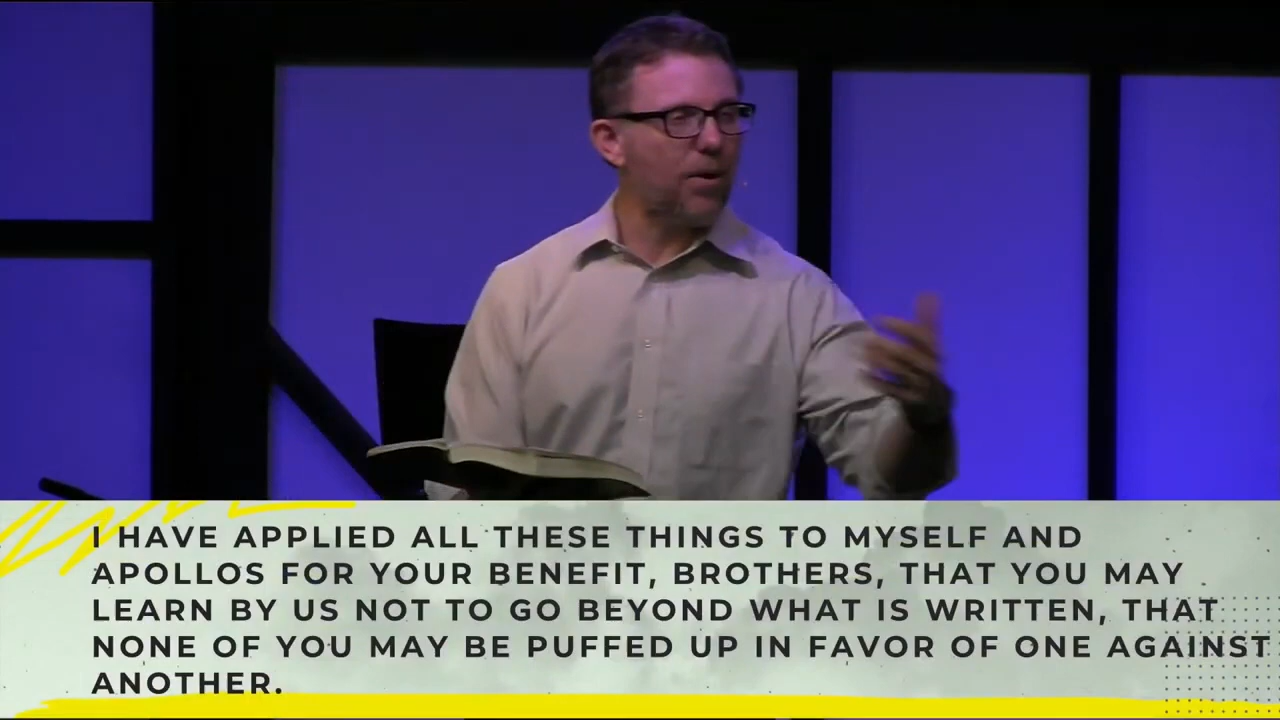 I HAVE APPLIED ALL THESE THINGS TO MYSELF AND
APOLLOS FOR YOUR BENEFIT, BROTHERS, THAT YOU MAY
LEARN BY US NOT TO GO BEYOND WHAT IS WRITTEN, THAT
NONE OF YOU MAY BE PUFFED UP IN FAVOR OF ONE AGAINST
ANOTHER.